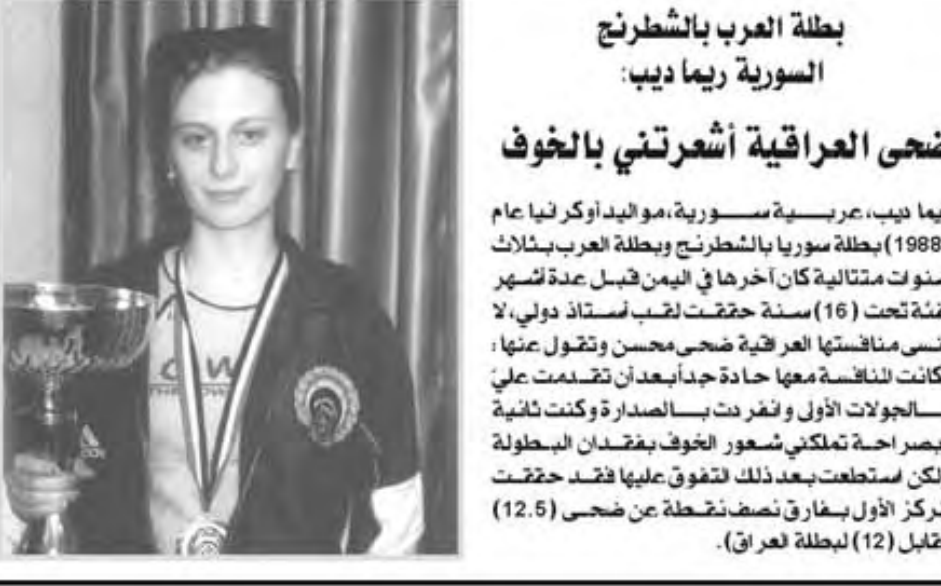 بطلة العرب بالشطرنج
السورية ريما ديب:
ضحى العراقية أشعرتني بالخوف
يما ديب، عربية سورية، مواليد أوكرانيا عام
1988) بطلة سوريا بالشطرنج وبطلة العرب بثلاث
سنوات متتالية كان آخرها في اليمن قبل عدة أشهر
فئة تحت (16) سنة حققت لقب أستاذ دولي، لا
نسى منافستها العراقية ضحى محسن وتقول عنها:
كانت المنافسة معها حادة جداً بعد أن تقدمت عليّ
بالجولات الأولى وانفردت بالصدارة وكنت ثانية
بصراحة تملكني شعور الخوف بفقدان البطولة
لكن استطعت بعد ذلك التفوق عليها فقد حققت
مركز الأول بفارق نصف نقطة عن ضحى (12.5)
قابل (12) لبطلة العراق).